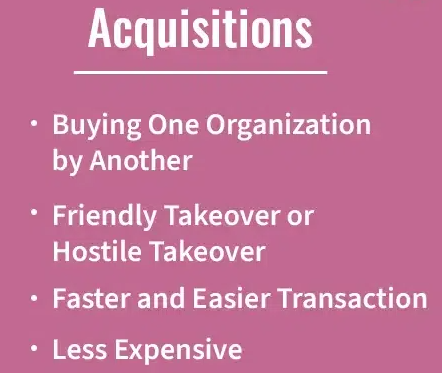 Acquisitions
• Buying One Organization
by Another
• Friendly Takeover or
Hostile Takeover
• Faster and Easier Transaction
• Less Expensive